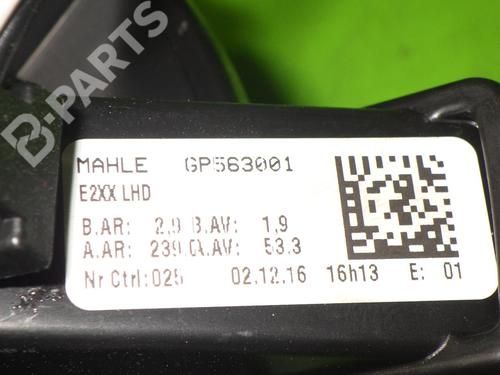 B-PARTS
MAHLE GP563001
E2XX LHD
B.AR: 2,9 B.AV: 1,9
A.AR: 239.0 A.AV: 53.3
Nr Ctrl:025 02.12.16 16h13 E: 01